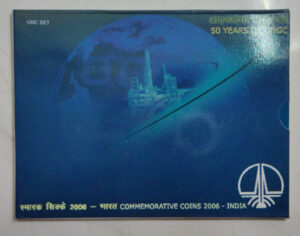 UNC SET
50 YEARS OF ONGC
स्मारक सिक्के 2006 – भारत COMMEMORATIVE COINS 2006 - INDIA